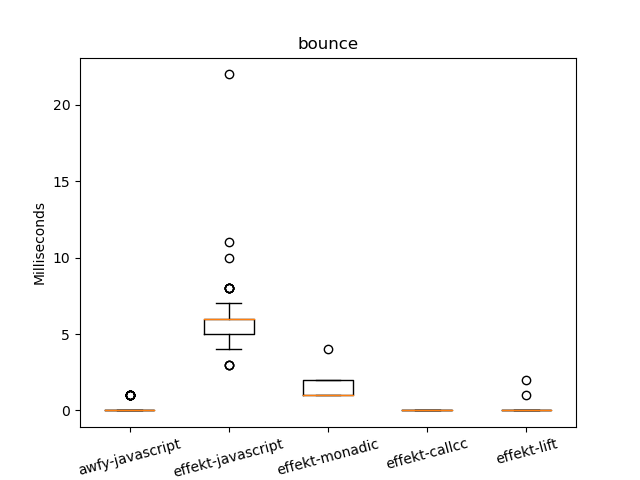 bounce
Milliseconds
20
15
10
5
0
awfy-javascript
effekt-javascript
effekt-monadic
effekt-callcc
effekt-lift